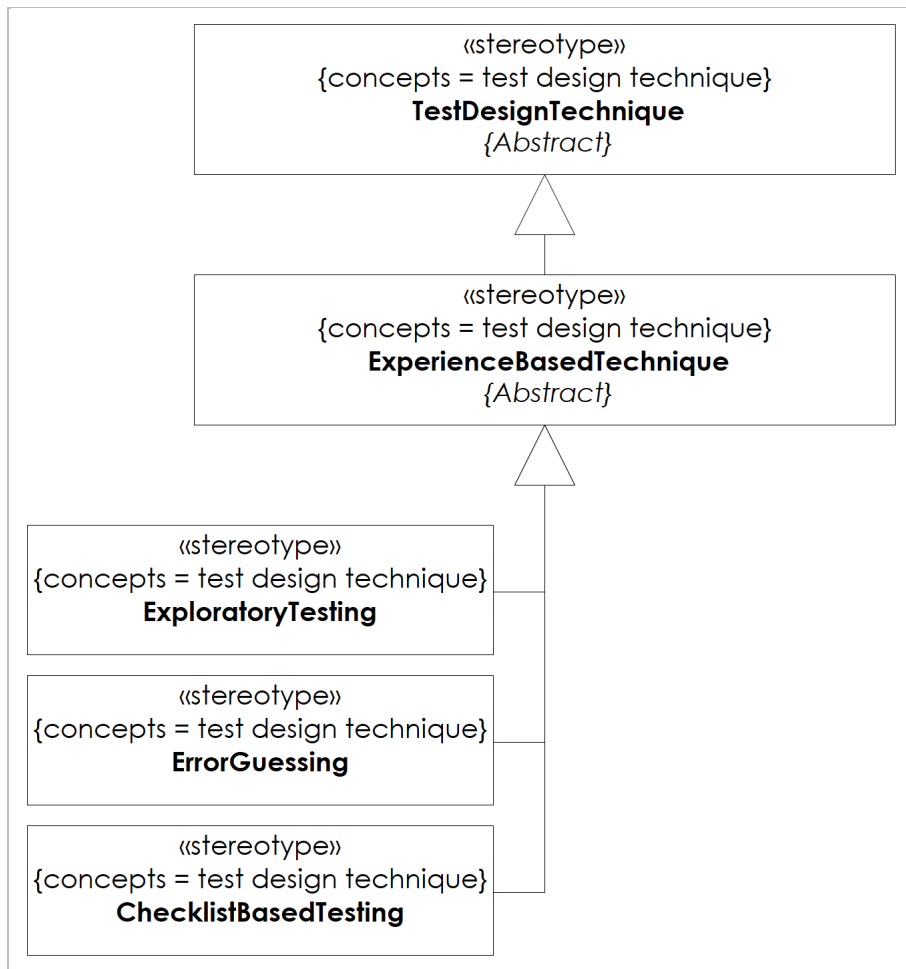 «stereotype»
{concepts = test design technique}
TestDesignTechnique
{Abstract}
«stereotype»
{concepts = test design technique}
ExperienceBasedTechnique
{Abstract}
«stereotype»
{concepts = test design technique}
ExploratoryTesting
«stereotype»
{concepts = test design technique}
ErrorGuessing
«stereotype»
{concepts = test design technique}
ChecklistBasedTesting